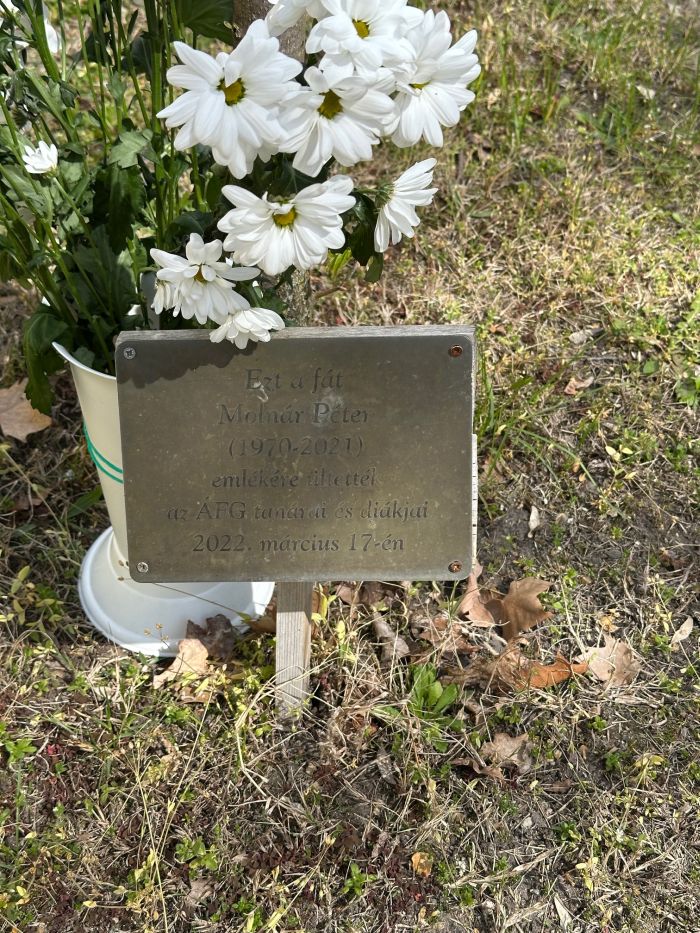 Ezt a fát
Molnár Péter
(1970-2021)
emlékére ültették
az ÁFG tanárai és diákjai
2022. március 17-én